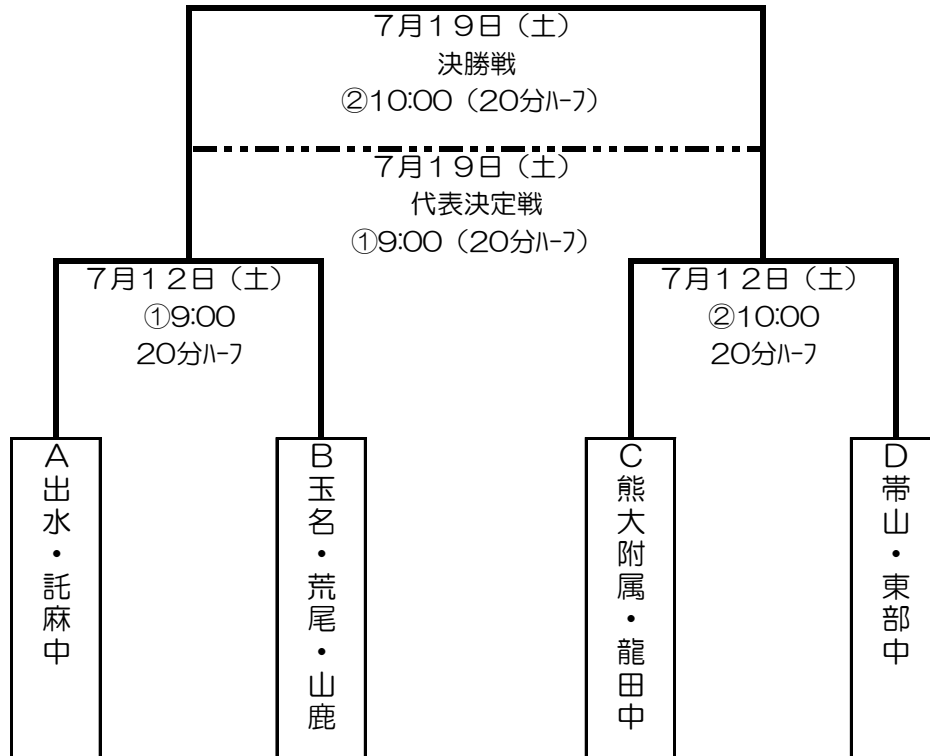 ７月１９日（土）
決勝戦
②10:00（20分ﾊｰﾌ）
７月１９日（土）
代表決定戦
①9:00（20分ﾊｰﾌ）
７月１２日（土）
①9:00
20分ﾊｰﾌ
７月１２日（土）
②10:00
20分ﾊｰﾌ
A出水・託麻中
B玉名・荒尾・山鹿
C熊大附属・龍田中
D帯山・東部中